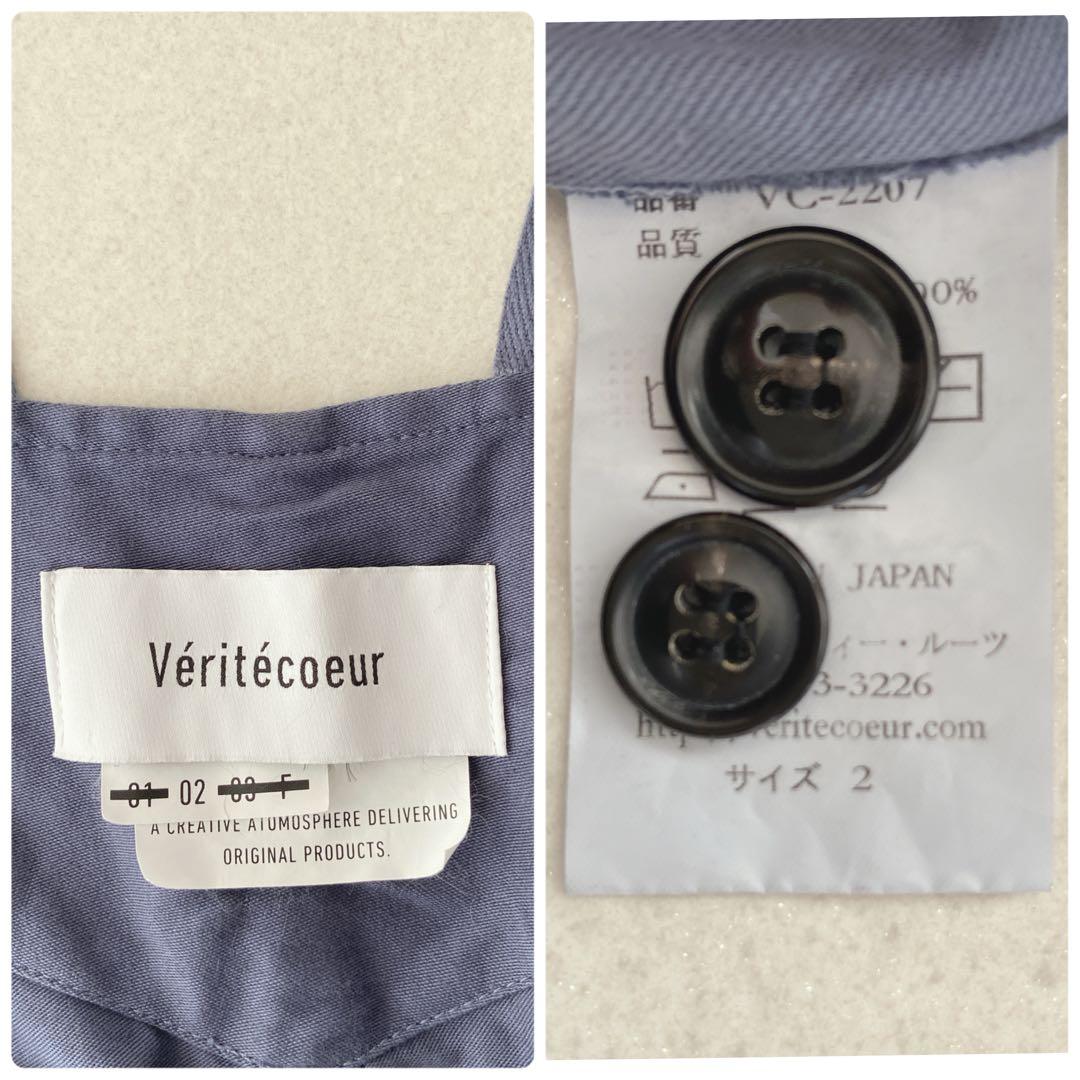 Véritécoeur
01 02 03 F
A CREATIVE ATUMOSPHERE DELIVERING
ORIGINAL PRODUCTS.
品番 VC-2207
品質
00%
JAPAN
ィー・ルーツ
3-3226
veritecoeur.com
サイズ 2